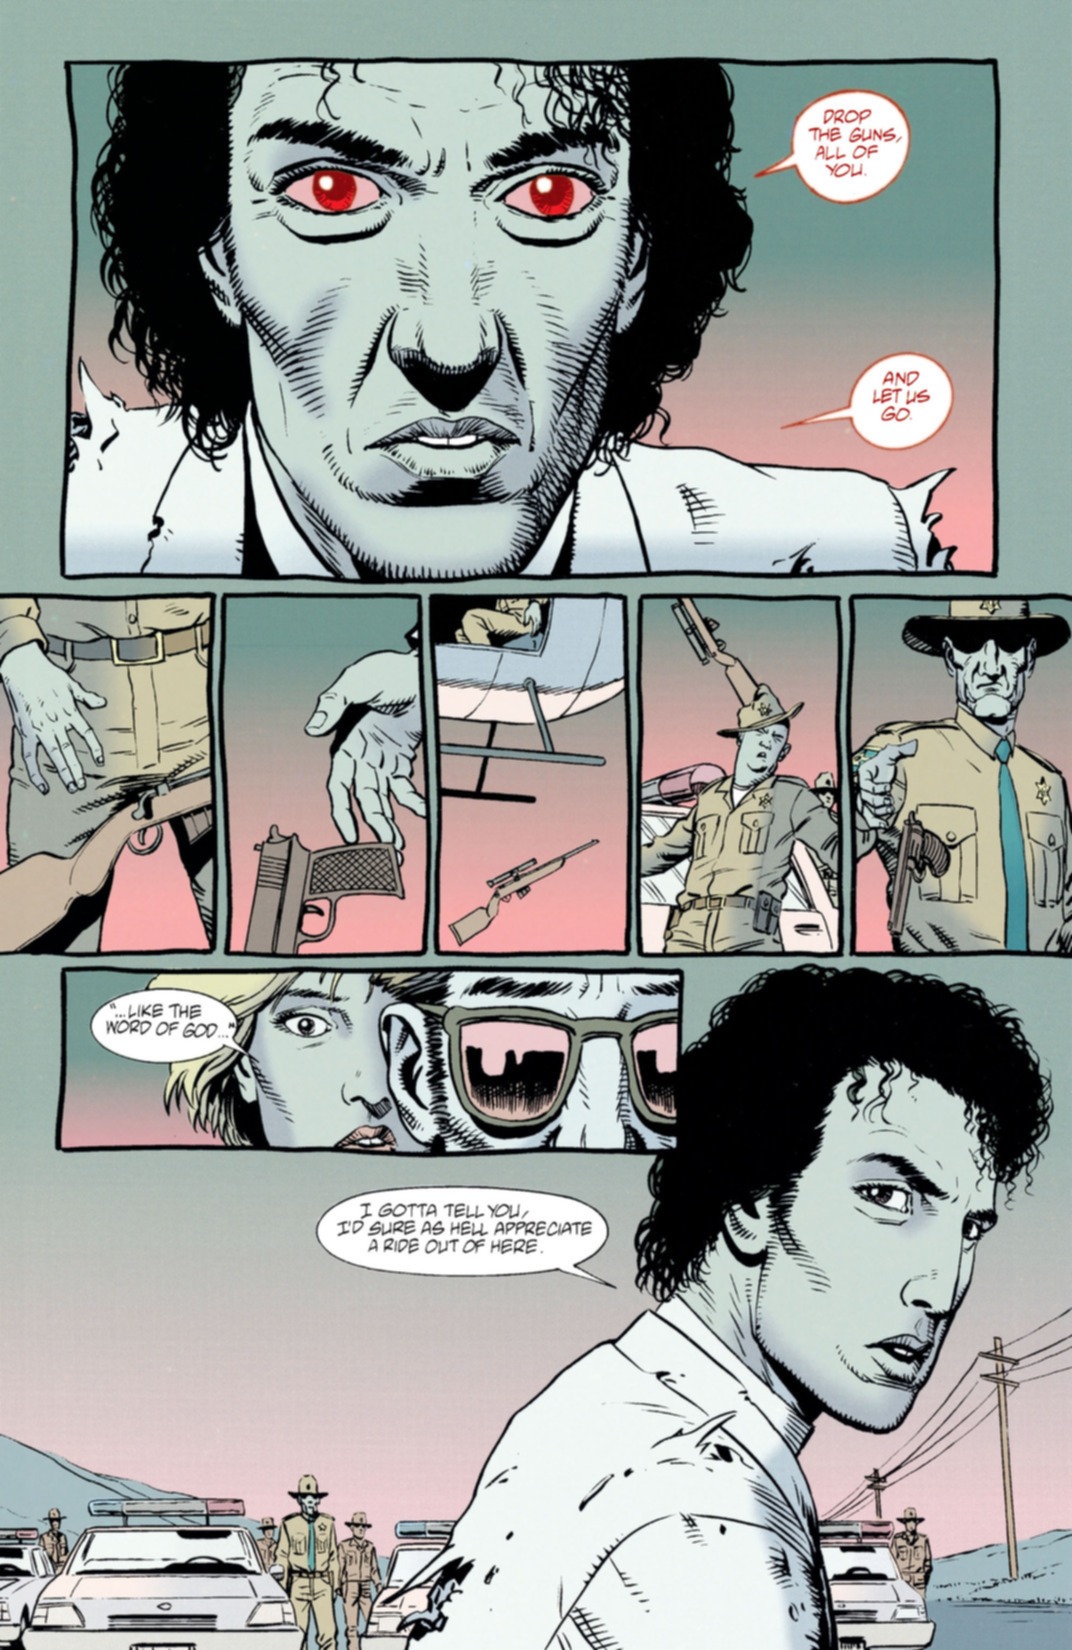 DROP
THE GUNS,
ALL OF
YOU.
AND
LET US
GO.
"...LIKE THE
WORD OF GOD..."
I GOTTA TELL YOU,
I'D SURE AS HELL APPRECIATE
A RIDE OUT OF HERE.